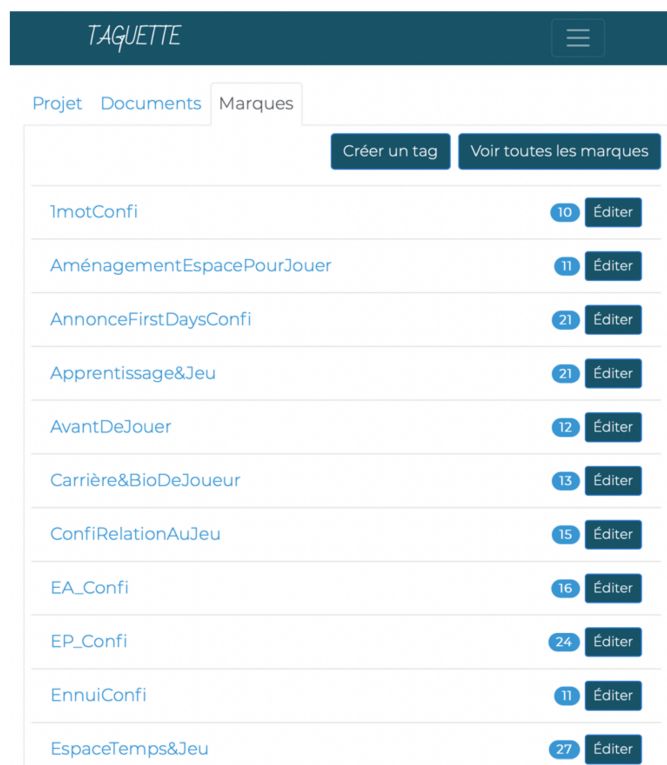 TAGUETTE
Projet Documents Marques
Créer un tag Voir toutes les marques
1motConfi 10 Éditer
AménagementEspacePourJouer 11 Éditer
AnnonceFirstDaysConfi 21 Éditer
Apprentissage&Jeu 21 Éditer
AvantDeJouer 12 Éditer
Carrière&BioDeJoueur 13 Éditer
ConfiRelationAuJeu 15 Éditer
EA_Confi 16 Éditer
EP_Confi 24 Éditer
EnnuiConfi 11 Éditer
EspaceTemps&Jeu 27 Éditer